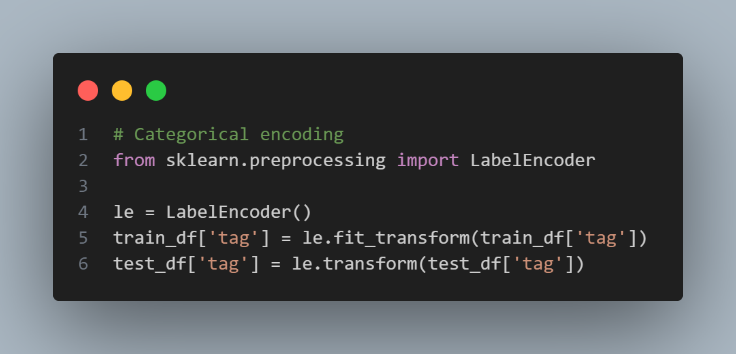 1 # Categorical encoding
2 from sklearn.preprocessing import LabelEncoder
3
4 le = LabelEncoder()
5 train_df['tag'] = le.fit_transform(train_df['tag'])
6 test_df['tag'] = le.transform(test_df['tag'])